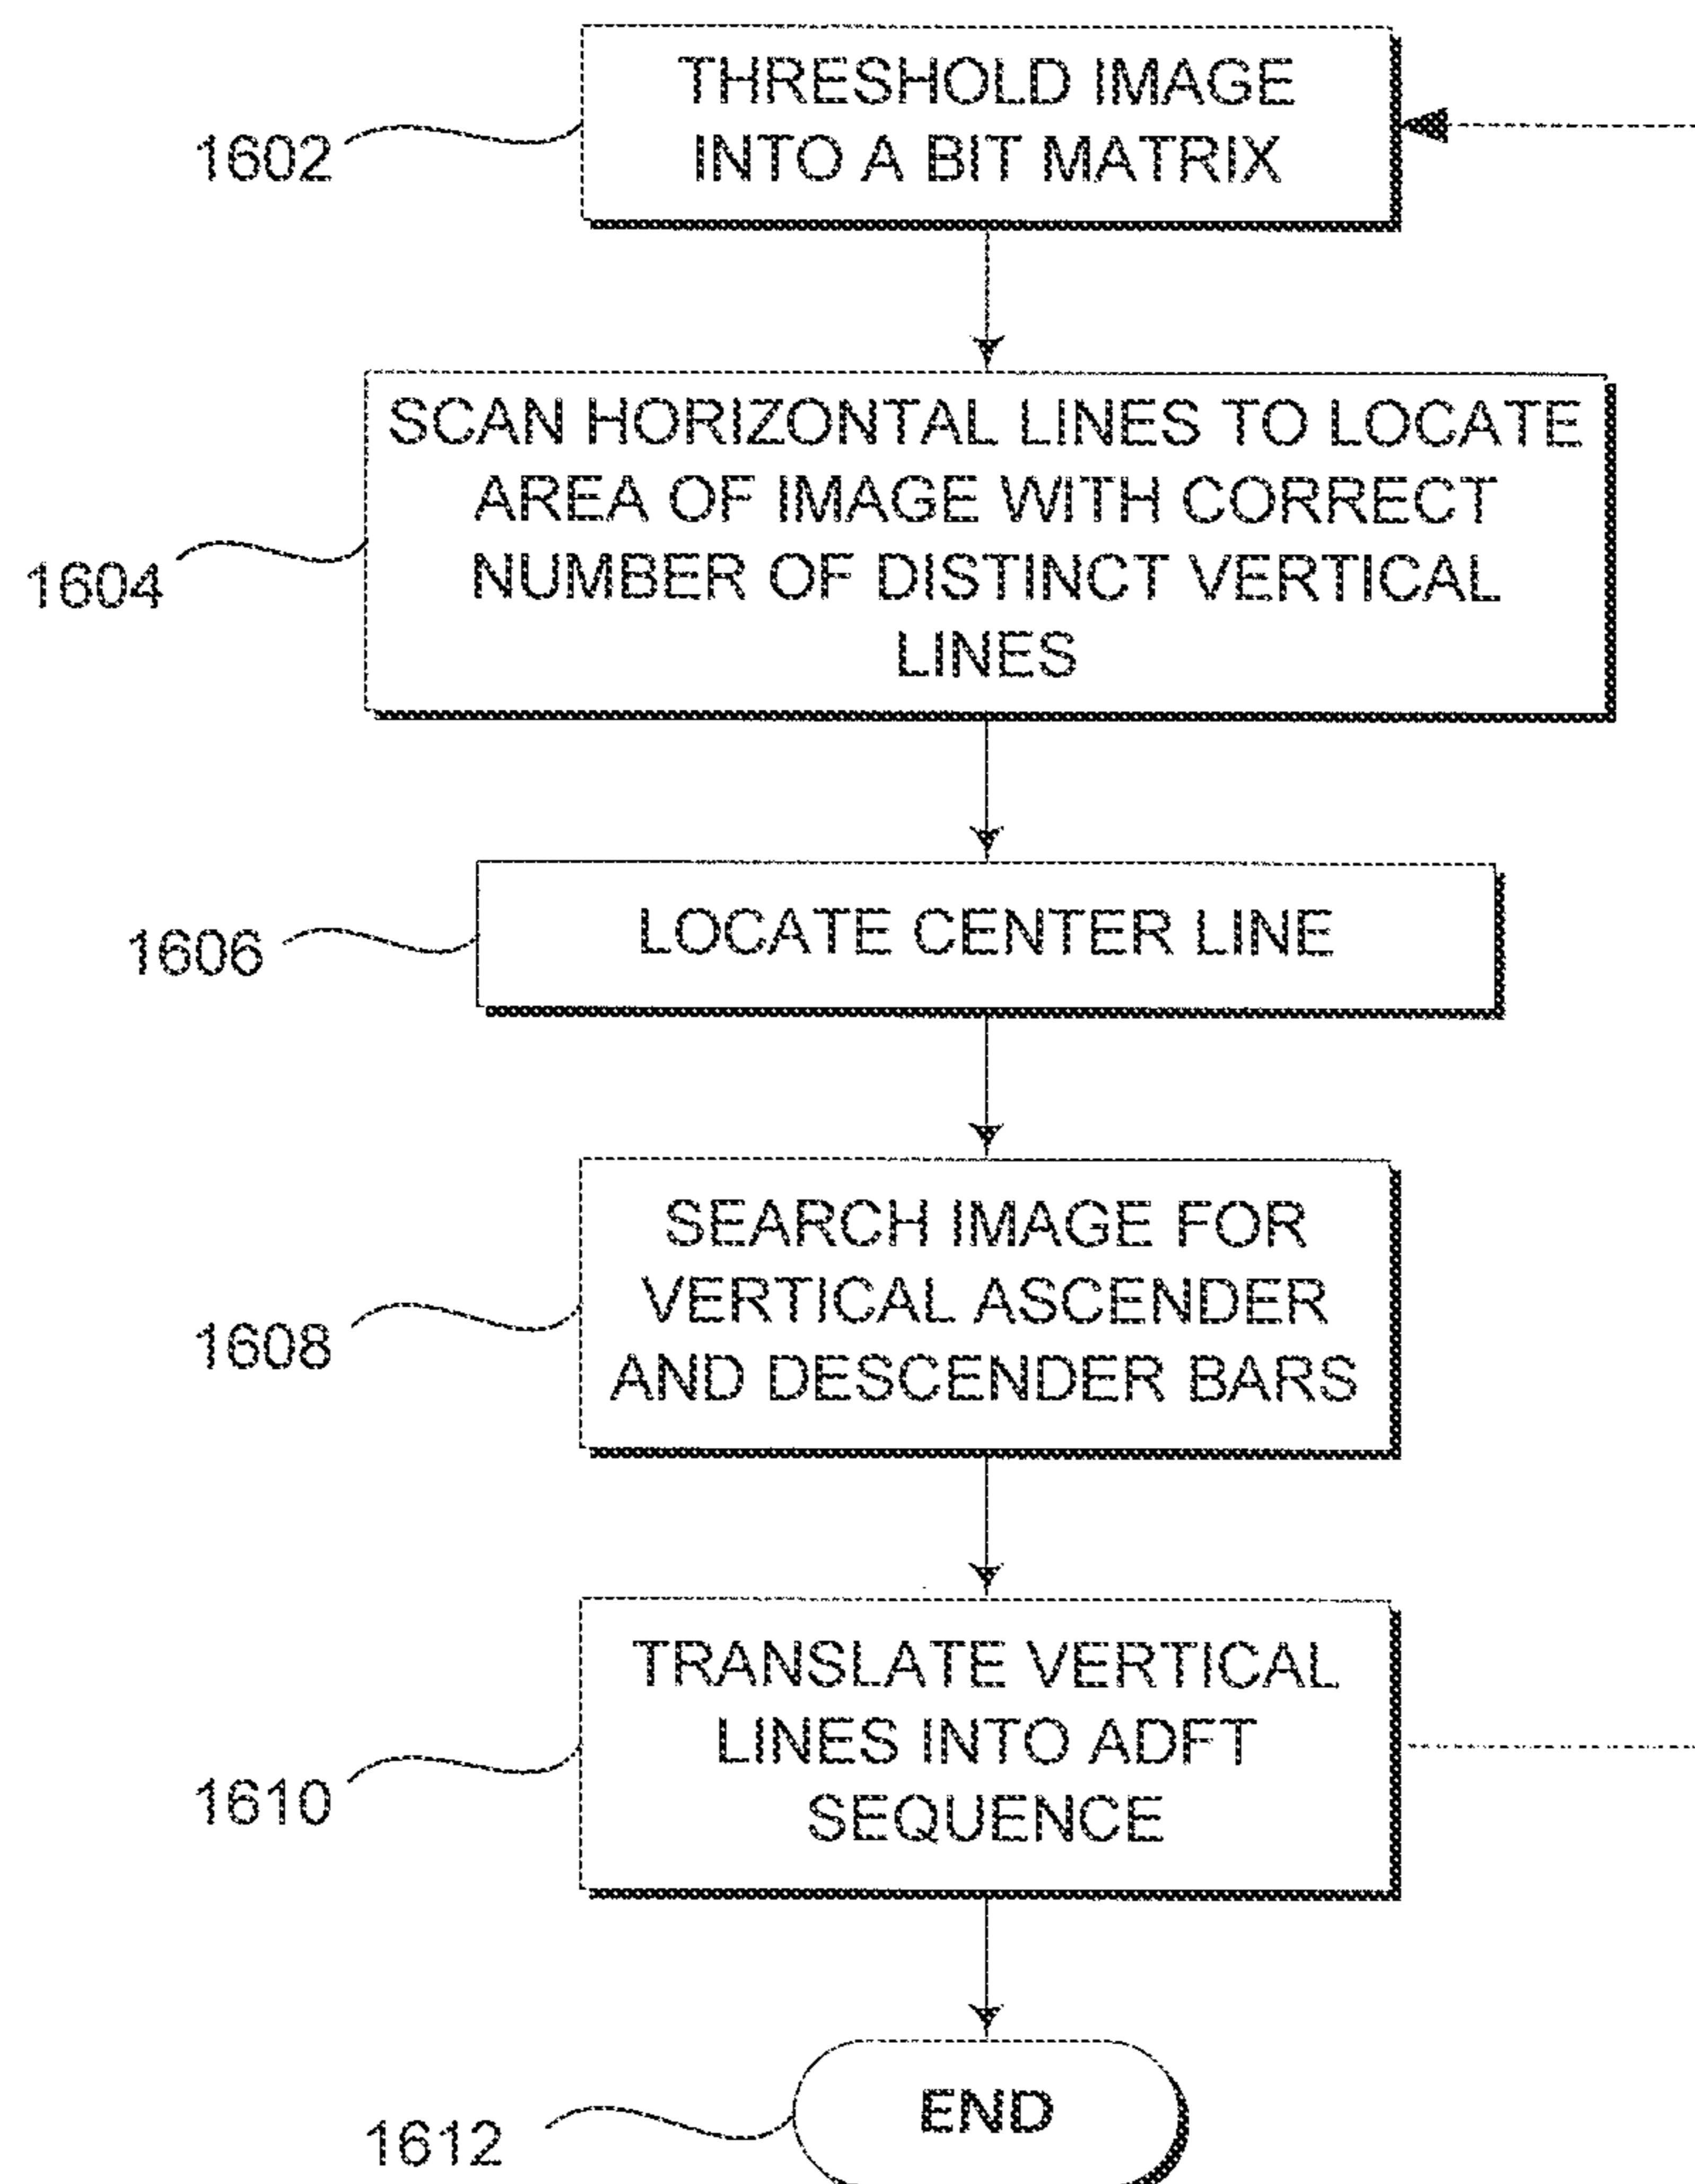 THRESHOLD IMAGE
INTO A BIT MATRIX
1602
SCAN HORIZONTAL LINES TO LOCATE
AREA OF IMAGE WITH CORRECT
NUMBER OF DISTINCT VERTICAL
LINES
1604
LOCATE CENTER LINE
1606
SEARCH IMAGE FOR
VERTICAL ASCENDER
AND DESCENDER BARS
1608
TRANSLATE VERTICAL
LINES INTO ADFT
SEQUENCE
1610
END
1612